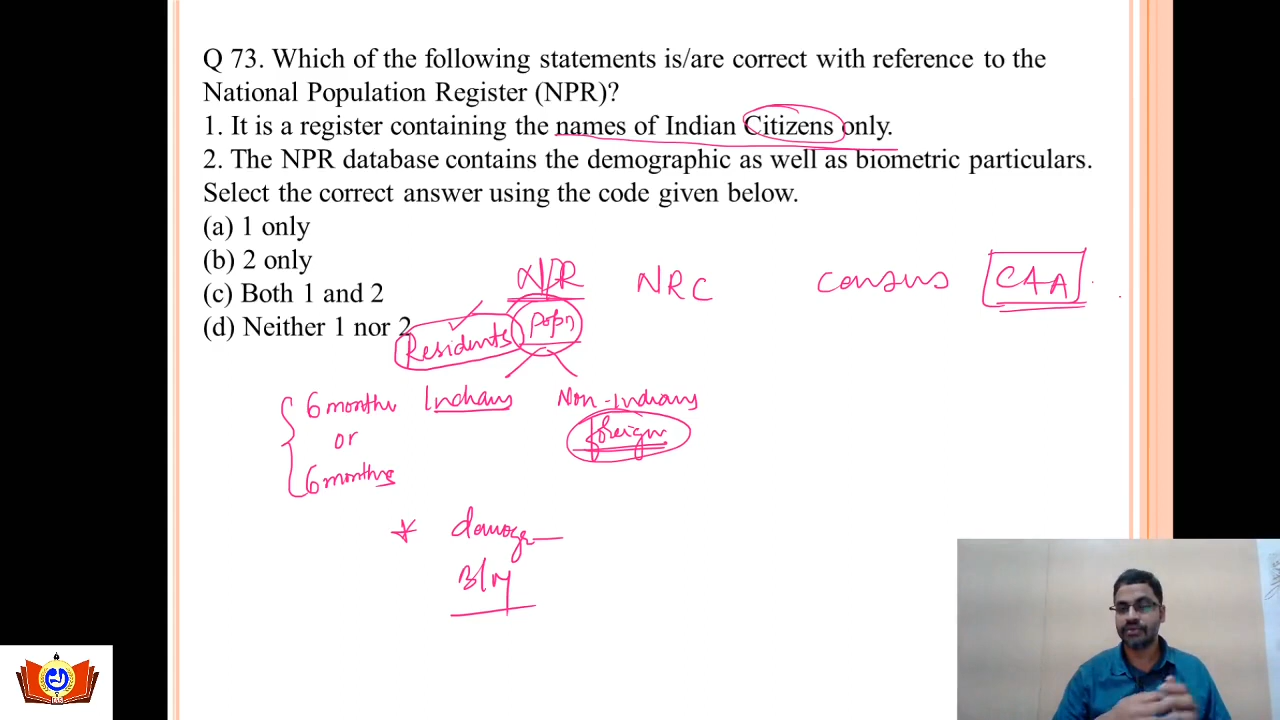 Q 73. Which of the following statements is/are correct with reference to the
National Population Register (NPR)?
1. It is a register containing the names of Indian Citizens only.
2. The NPR database contains the demographic as well as biometric particulars.
Select the correct answer using the code given below.
(a) 1 only
(b) 2 only
(c) Both 1 and 2
(d) Neither 1 nor 2
NPR NRC census CAA
Residents Popn
6 months Indians Non-Indians
or foreign
6 months
* demogr
B/M